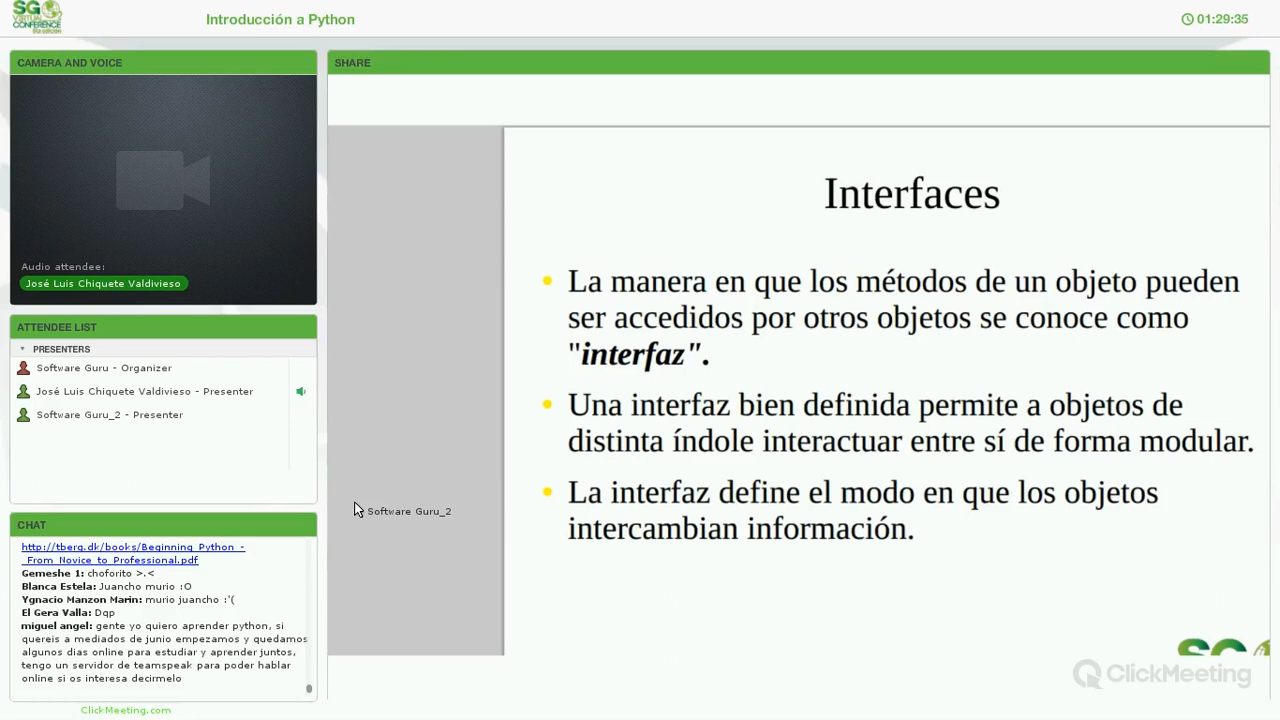 SG
VIRTUAL
CONFERENCE
Introducción a Python
01:29:35
CAMERA AND VOICE
Audio attendee:
José Luis Chiquete Valdivieso
ATTENDEE LIST
PRESENTERS
Software Guru - Organizer
José Luis Chiquete Valdivieso - Presenter
Software Guru_2 - Presenter
CHAT
http://tberg.dk/books/Beginning_Python_-
_From_Novice_to_Professional.pdf
Gemeshe 1: choforito >.<
Blanca Estela: Juancho murio :O
Ygnacio Manzon Marin: murio juancho :'(
El Gera Valla: Dqp
miguel angel: gente yo quiero aprender python, si
quereis a mediados de junio empezamos y quedamos
algunos dias online para estudiar y aprender juntos,
tengo un servidor de teamspeak para poder hablar
online si os interesa decirmelo
ClickMeeting.com
SHARE
Interfaces
• La manera en que los métodos de un objeto pueden
ser accedidos por otros objetos se conoce como
"interfaz".
• Una interfaz bien definida permite a objetos de
distinta índole interactuar entre sí de forma modular.
• La interfaz define el modo en que los objetos
intercambian información.
Software Guru_2
SG
ClickMeeting